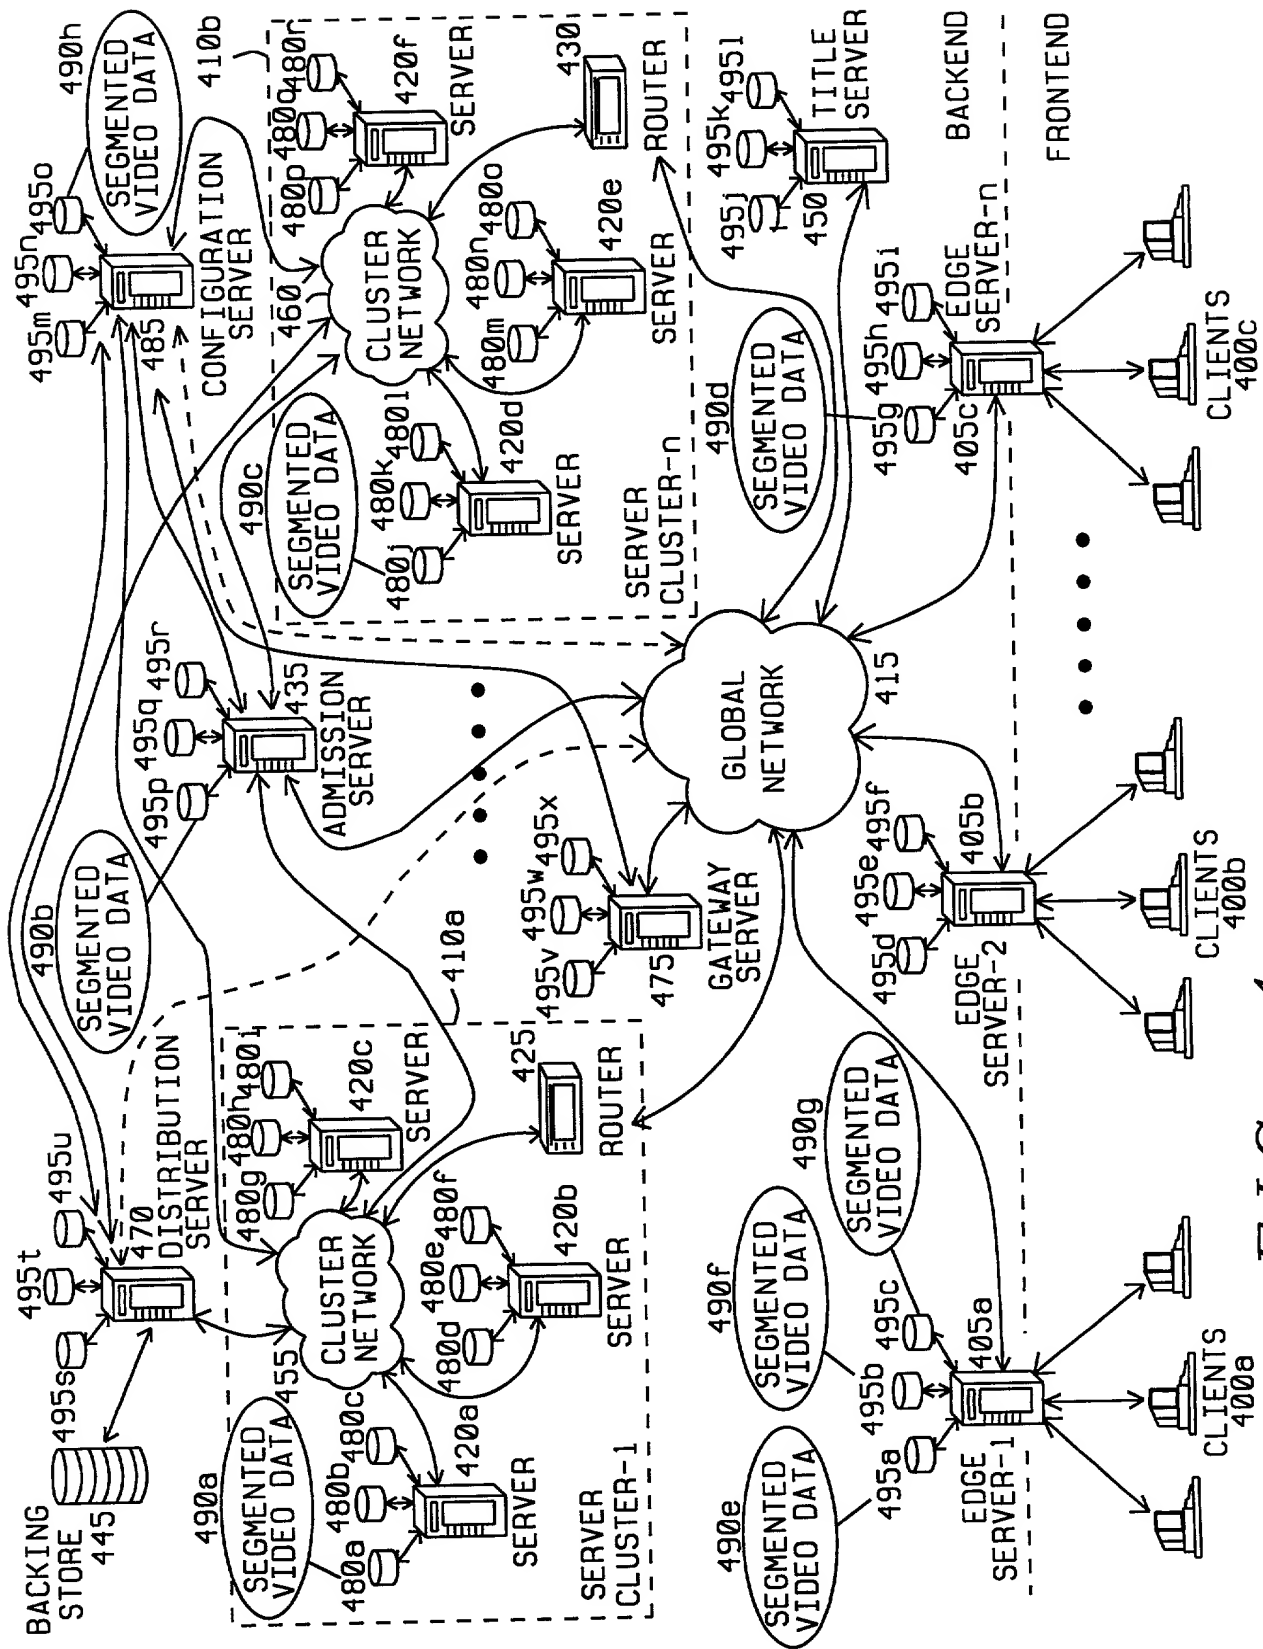 BACKING
STORE
445
495s
495t
495u
470
DISTRIBUTION
SERVER
490b
SEGMENTED
VIDEO DATA
495p
495q
495r
435
ADMISSION
SERVER
495m
495n
495o
485
CONFIGURATION
SERVER
490h
SEGMENTED
VIDEO DATA
410b
490a
SEGMENTED
VIDEO DATA
480a
480b
480c
420a
SERVER
455
CLUSTER
NETWORK
480g
480h
480i
420c
SERVER
480d
480e
480f
420b
SERVER
425
ROUTER
SERVER
CLUSTER-1
410a
495v
495w
495x
475
GATEWAY
SERVER
490c
SEGMENTED
VIDEO DATA
480j
480k
480l
420d
SERVER
460
CLUSTER
NETWORK
480p
480q
480r
420f
SERVER
480m
480n
480o
420e
SERVER
430
ROUTER
SERVER
CLUSTER-n
GLOBAL
NETWORK
415
490d
SEGMENTED
VIDEO DATA
495j
495k
495l
450
TITLE
SERVER
490e
SEGMENTED
VIDEO DATA
490f
SEGMENTED
VIDEO DATA
490g
SEGMENTED
VIDEO DATA
495a
495b
495c
405a
EDGE
SERVER-1
495d
495e
495f
405b
EDGE
SERVER-2
495g
495h
495i
405c
EDGE
SERVER-n
BACKEND
FRONTEND
CLIENTS
400a
CLIENTS
400b
CLIENTS
400c